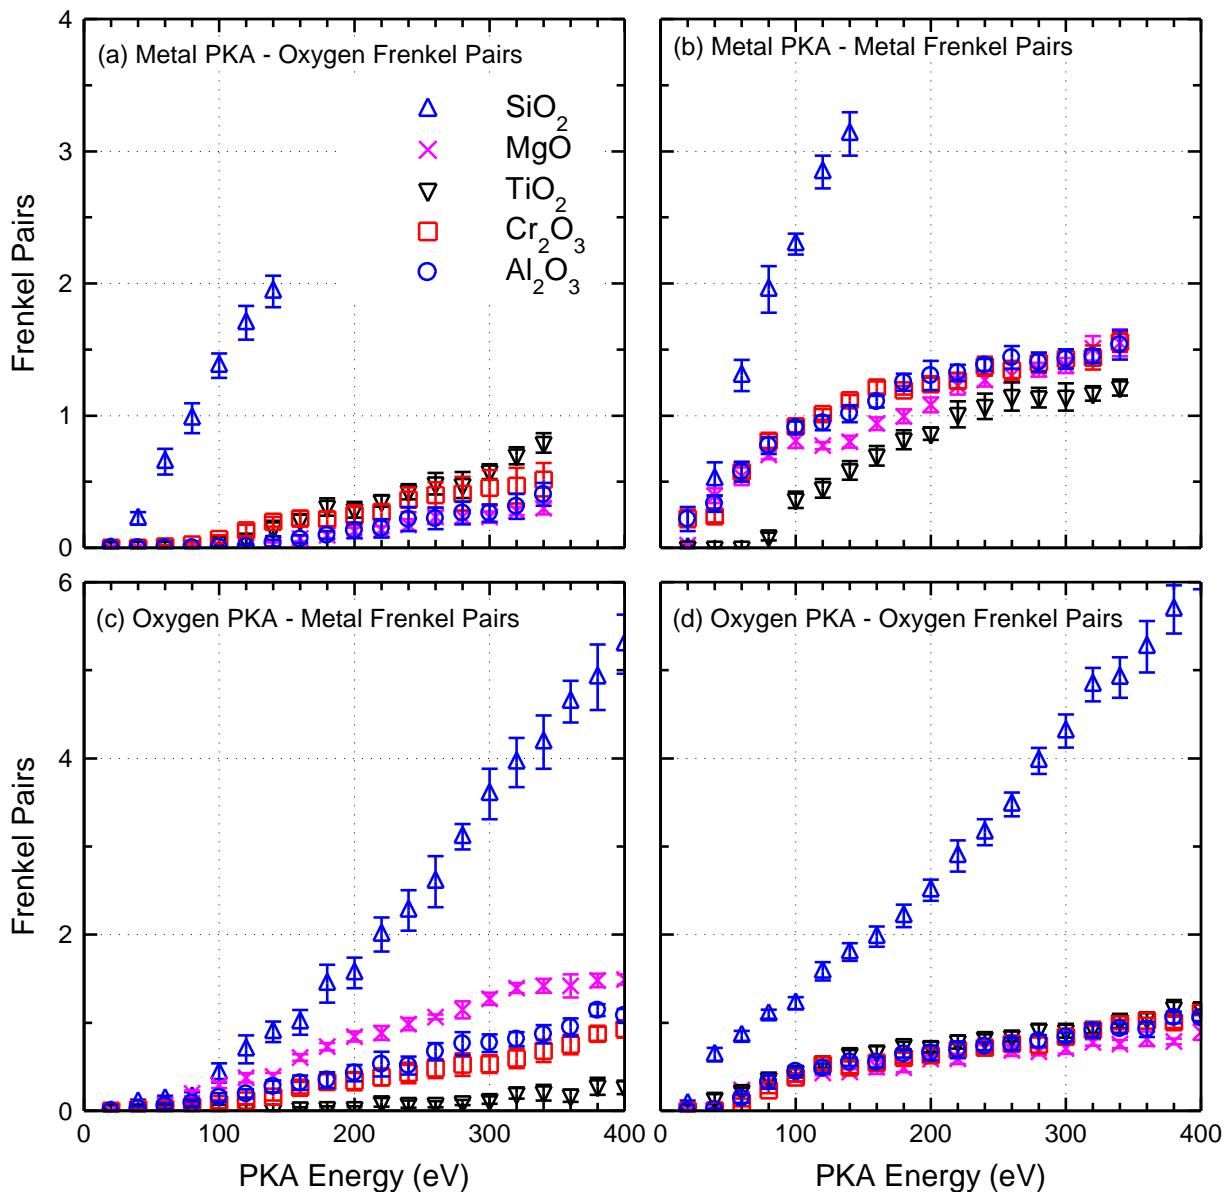 (a) Metal PKA - Oxygen Frenkel Pairs
(b) Metal PKA - Metal Frenkel Pairs
SiO2
MgO
TiO2
Cr2O3
Al2O3
Frenkel Pairs
4
3
2
1
0
(c) Oxygen PKA - Metal Frenkel Pairs
(d) Oxygen PKA - Oxygen Frenkel Pairs
Frenkel Pairs
6
4
2
0
0 100 200 300 400
100 200 300 400
PKA Energy (eV)
PKA Energy (eV)